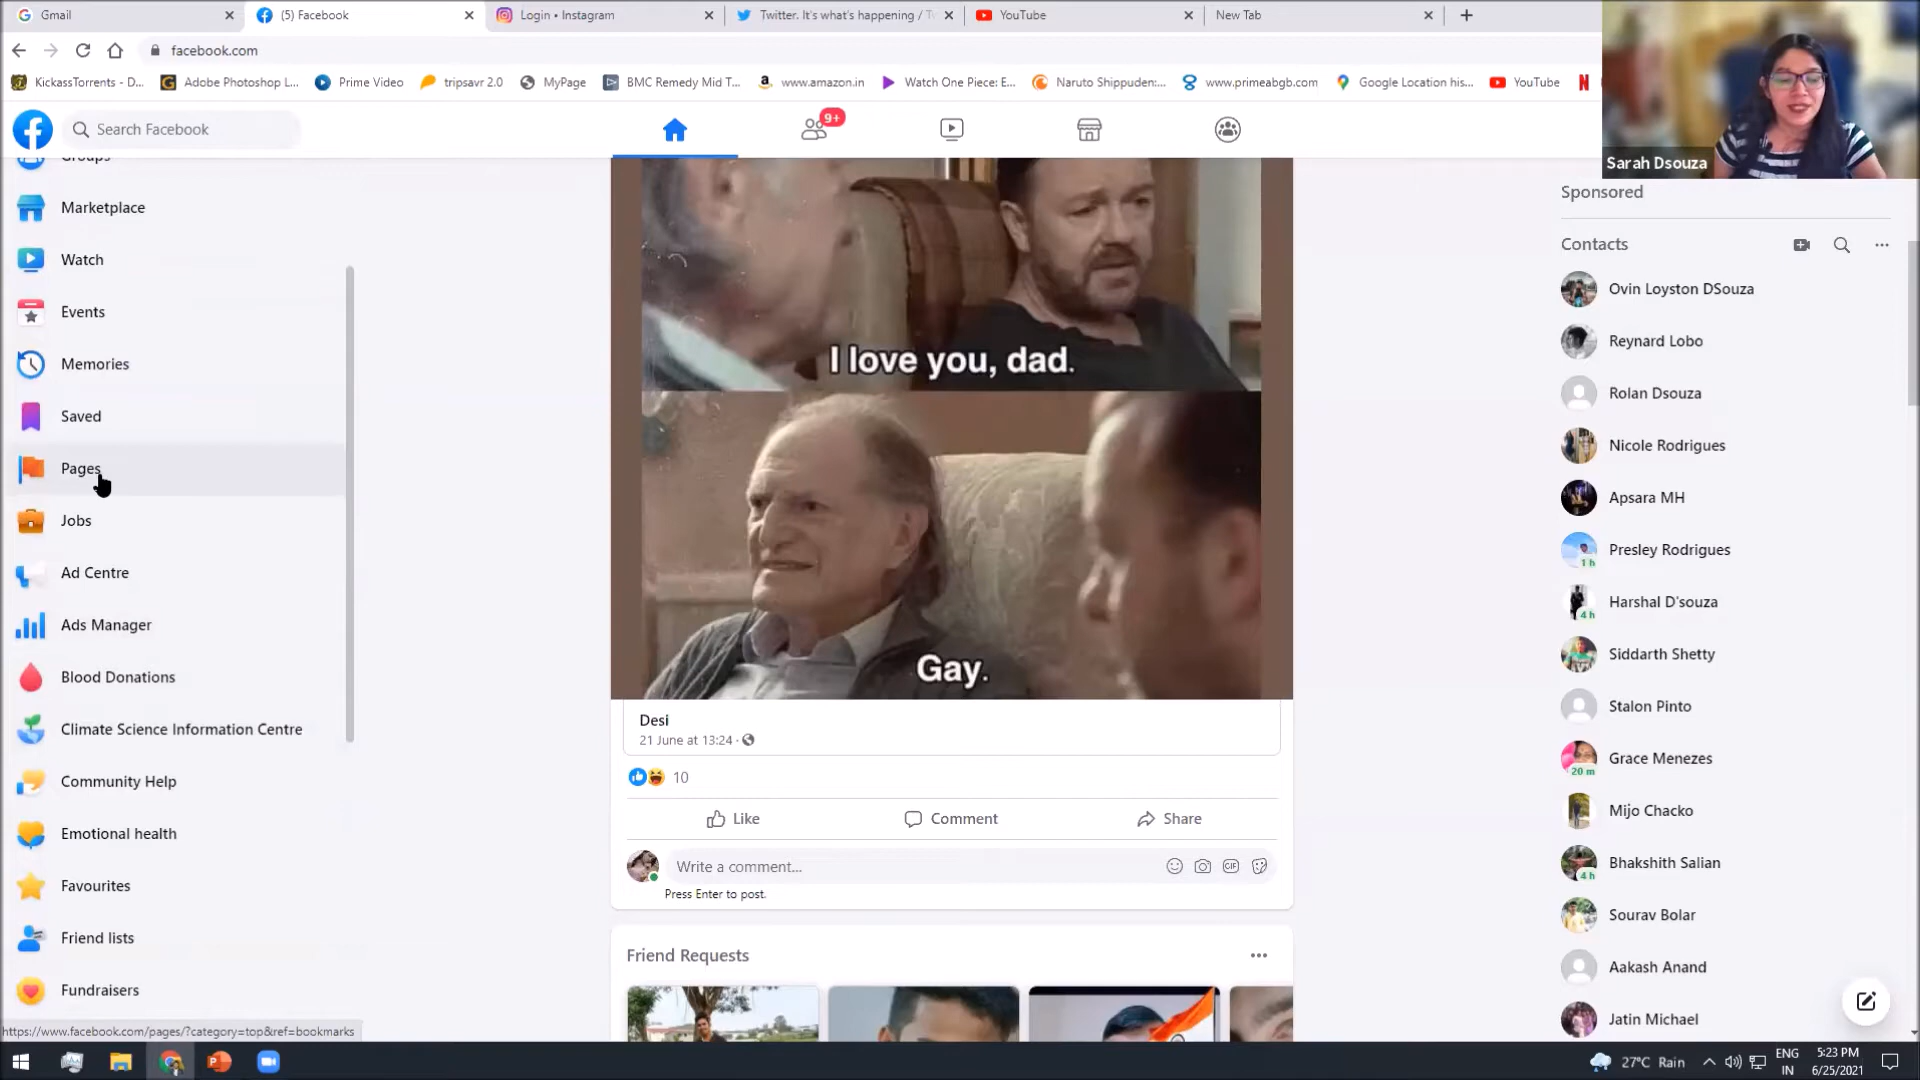 Gmail
(5) Facebook
Login • Instagram
Twitter. It's what's happening / Tw
YouTube
New Tab
facebook.com
KickassTorrents - D...
Adobe Photoshop L...
Prime Video
tripsavr 2.0
MyPage
BMC Remedy Mid T...
www.amazon.in
Watch One Piece: E...
Naruto Shippuden:...
www.primeabgb.com
Google Location his...
YouTube
Search Facebook
9+
Sarah Dsouza
Groups
Marketplace
Watch
Events
Memories
Saved
Pages
Jobs
Ad Centre
Ads Manager
Blood Donations
Climate Science Information Centre
Community Help
Emotional health
Favourites
Friend lists
Fundraisers
https://www.facebook.com/pages/?category=top&ref=bookmarks
I love you, dad.
Gay.
Desi
21 June at 13:24 ·
10
Like
Comment
Share
Write a comment...
GIF
Press Enter to post.
Friend Requests
Sponsored
Contacts
Ovin Loyston DSouza
Reynard Lobo
Rolan Dsouza
Nicole Rodrigues
Apsara MH
Presley Rodrigues
1 h
Harshal D'souza
4 h
Siddarth Shetty
Stalon Pinto
Grace Menezes
20 m
Mijo Chacko
Bhakshith Salian
4 h
Sourav Bolar
Aakash Anand
Jatin Michael
27°C Rain
ENG
IN
5:23 PM
6/25/2021